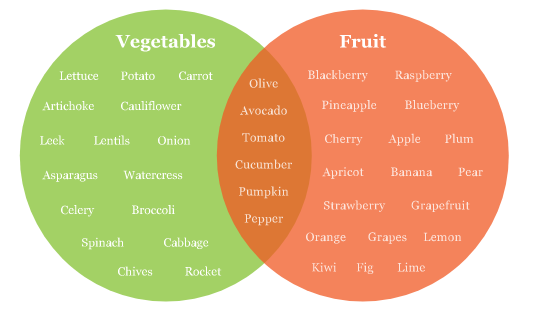 Vegetables
Lettuce Potato Carrot
Artichoke Cauliflower
Leek Lentils Onion
Asparagus Watercress
Celery Broccoli
Spinach Cabbage
Chives Rocket
Olive
Avocado
Tomato
Cucumber
Pumpkin
Pepper
Fruit
Blackberry Raspberry
Pineapple Blueberry
Cherry Apple Plum
Apricot Banana Pear
Strawberry Grapefruit
Orange Grapes Lemon
Kiwi Fig Lime